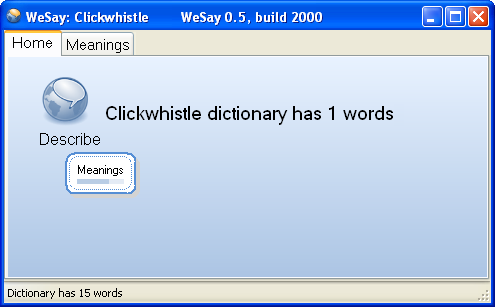 WeSay: Clickwhistle WeSay 0.5, build 2000
Home Meanings
Clickwhistle dictionary has 1 words
Describe
Meanings
Dictionary has 15 words